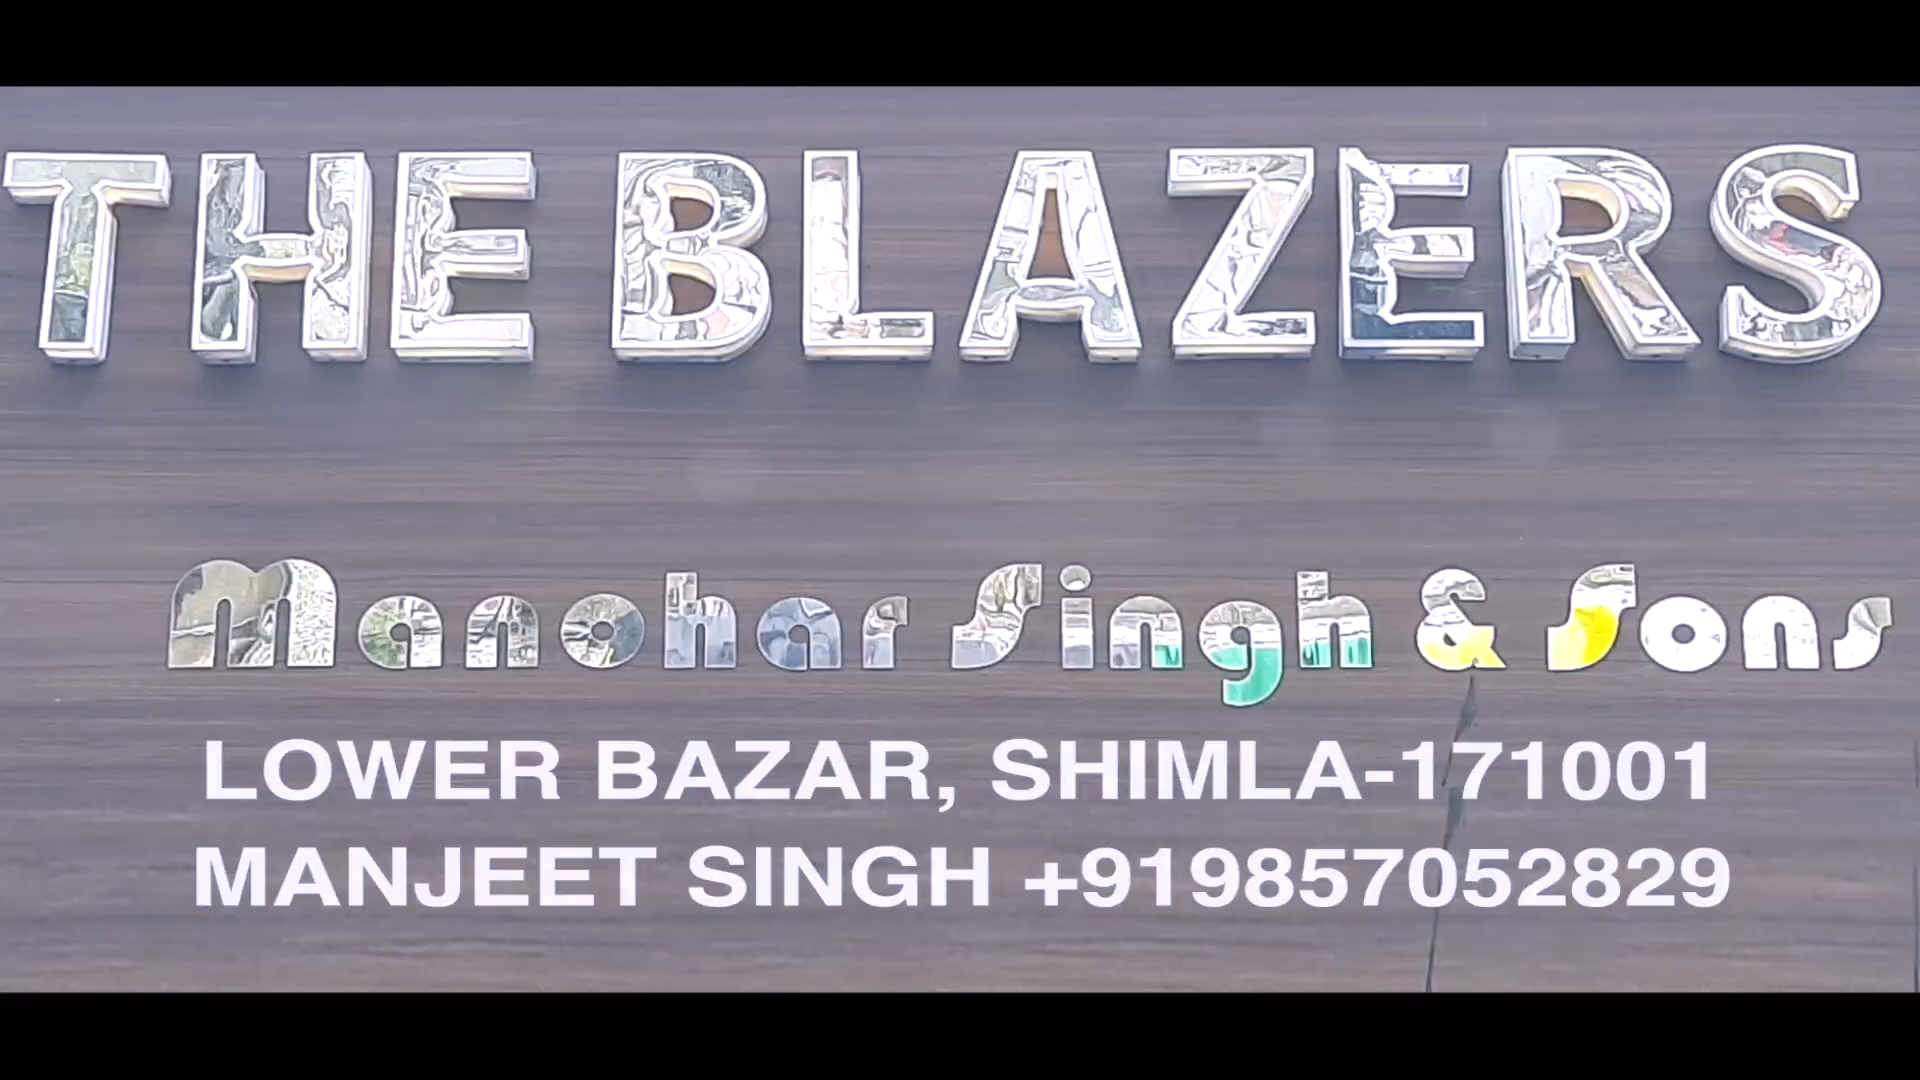 THE BLAZERS
Manohar Singh & Sons
LOWER BAZAR, SHIMLA-171001
MANJEET SINGH +919857052829